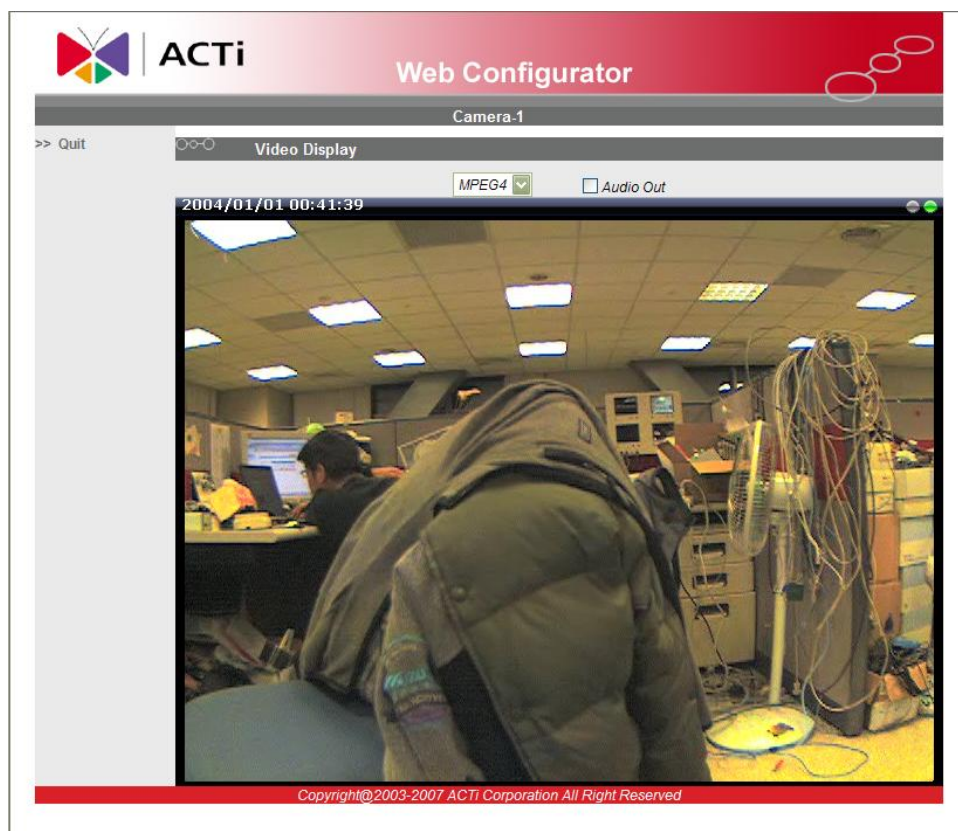 ACTi
Web Configurator
Camera-1
>> Quit
Video Display
MPEG4
Audio Out
2004/01/01 00:41:39
Copyright@2003-2007 ACTi Corporation All Right Reserved